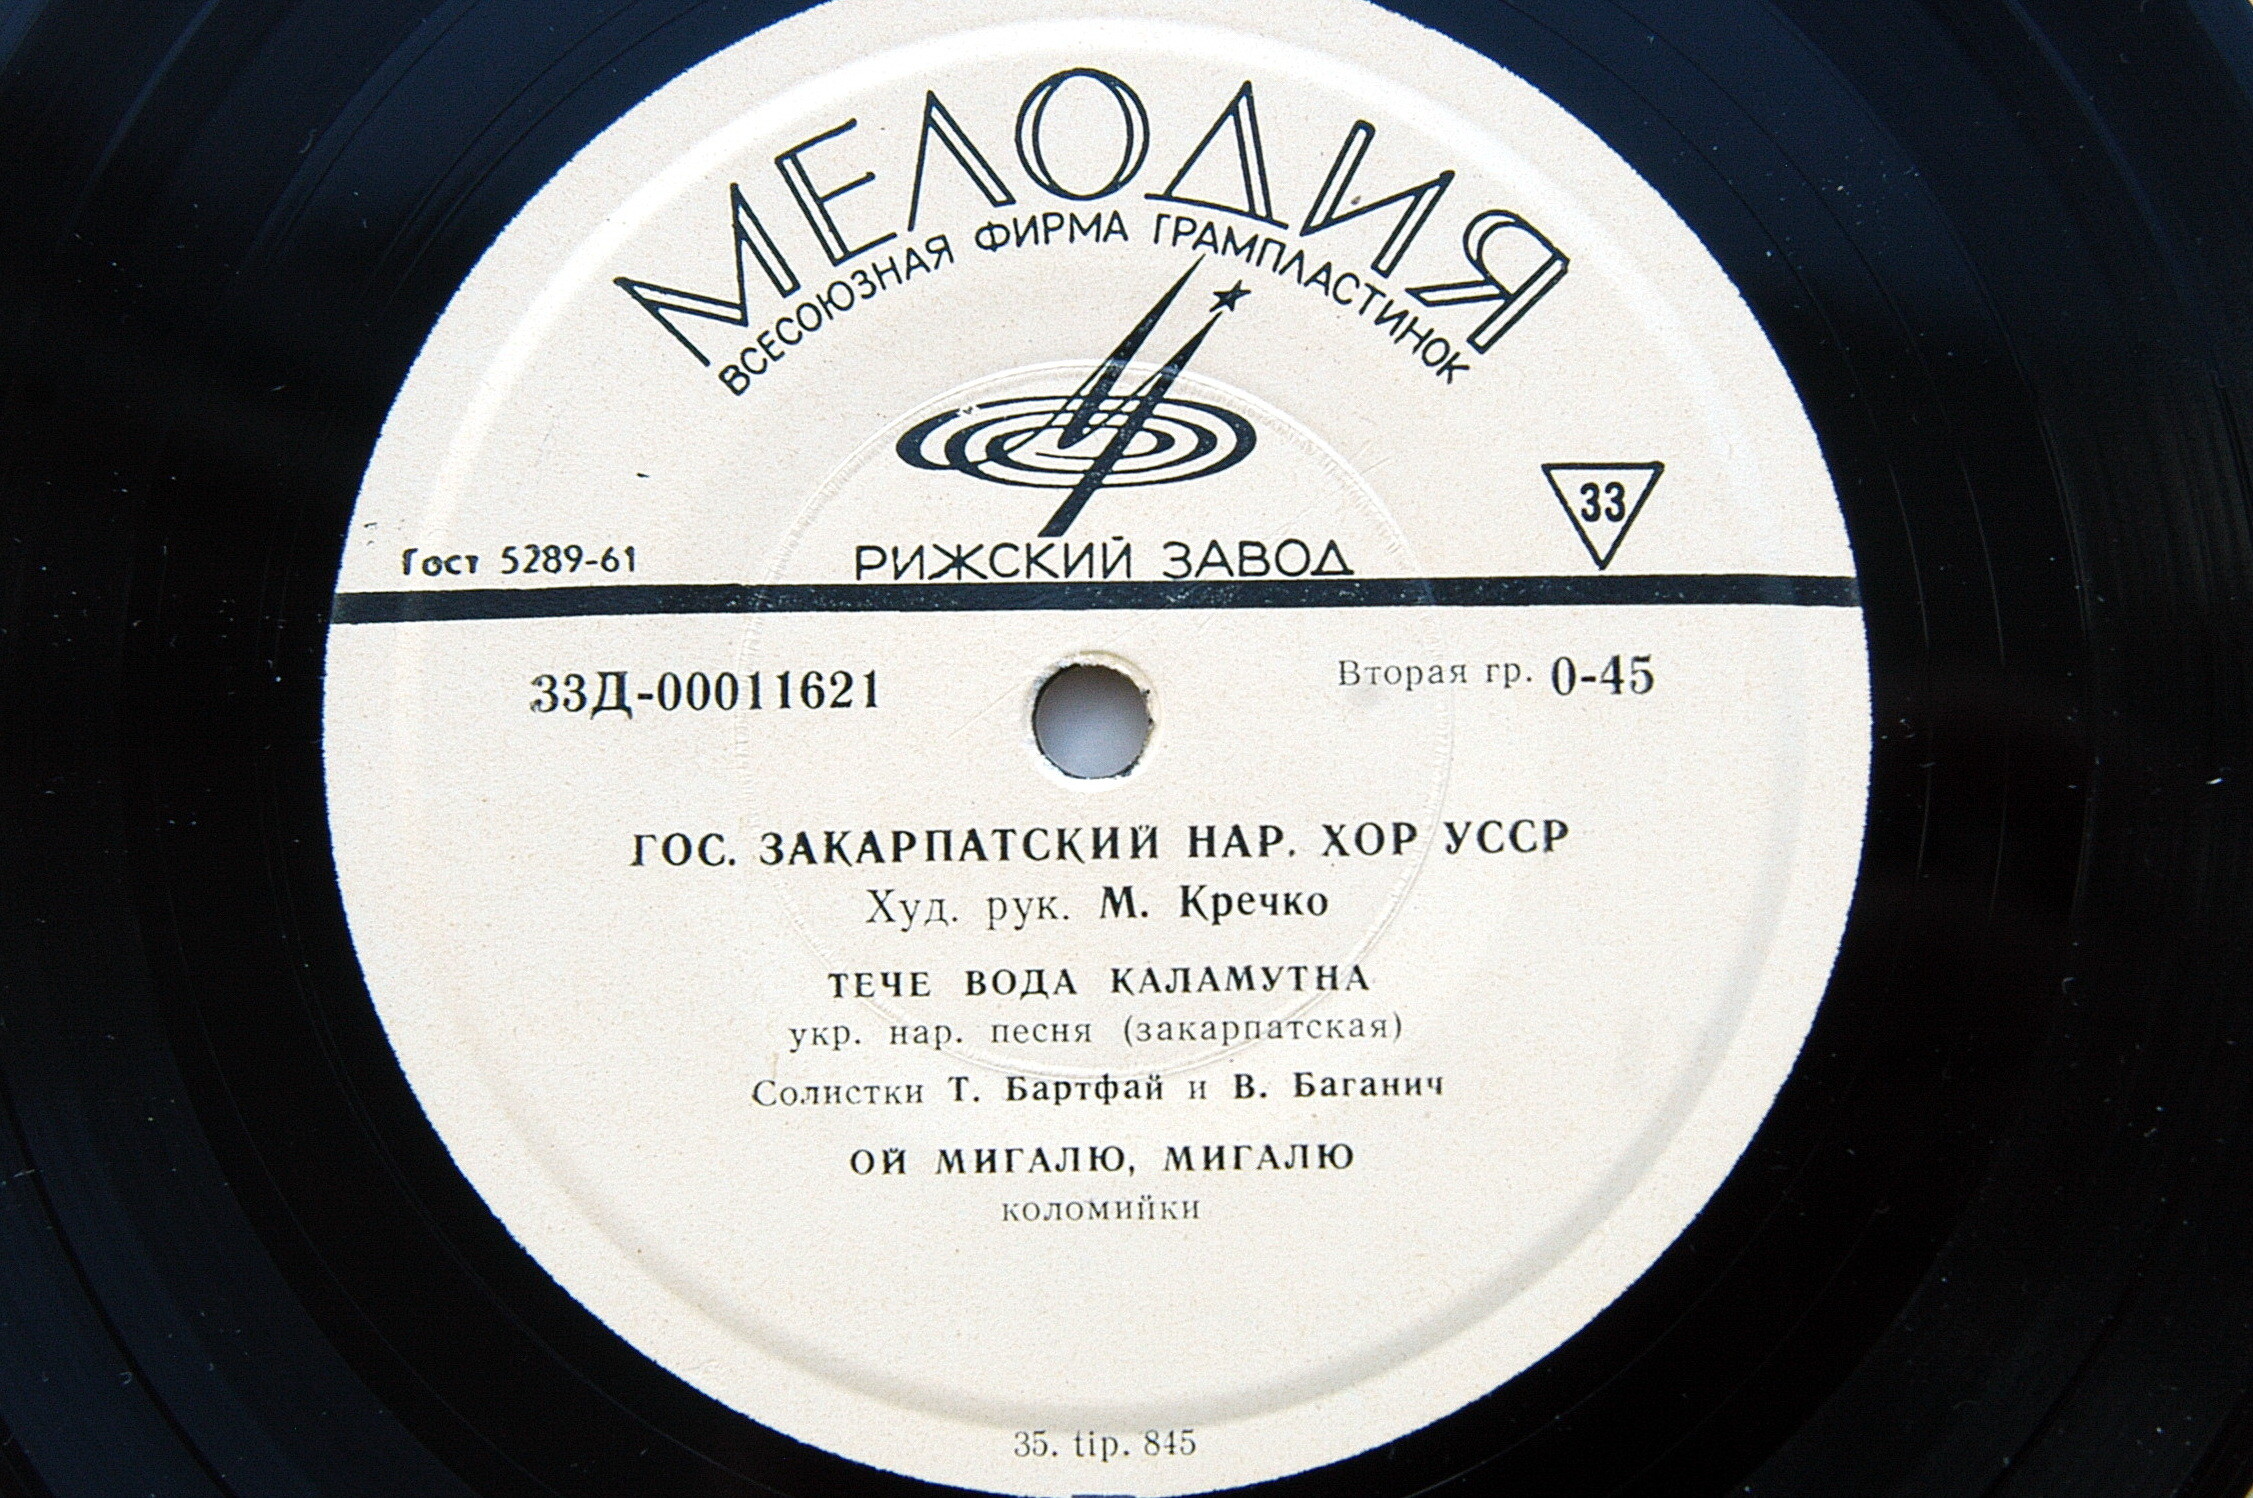 МЕЛОДИЯ
ВСЕСОЮЗНАЯ ФИРМА ГРАМПЛАСТИНОК
33
Гост 5289-61
РИЖСКИЙ ЗАВОД
33Д-00011621
Вторая гр. 0-45
ГОС. ЗАКАРПАТСКИЙ НАР. ХОР УССР
Худ. рук. М. Кречко
ТЕЧЕ ВОДА КАЛАМУТНА
укр. нар. песня (закарпатская)
Солистки Т. Бартфай и В. Баганич
ОЙ МИГАЛЮ, МИГАЛЮ
коломийки
35. tip. 845